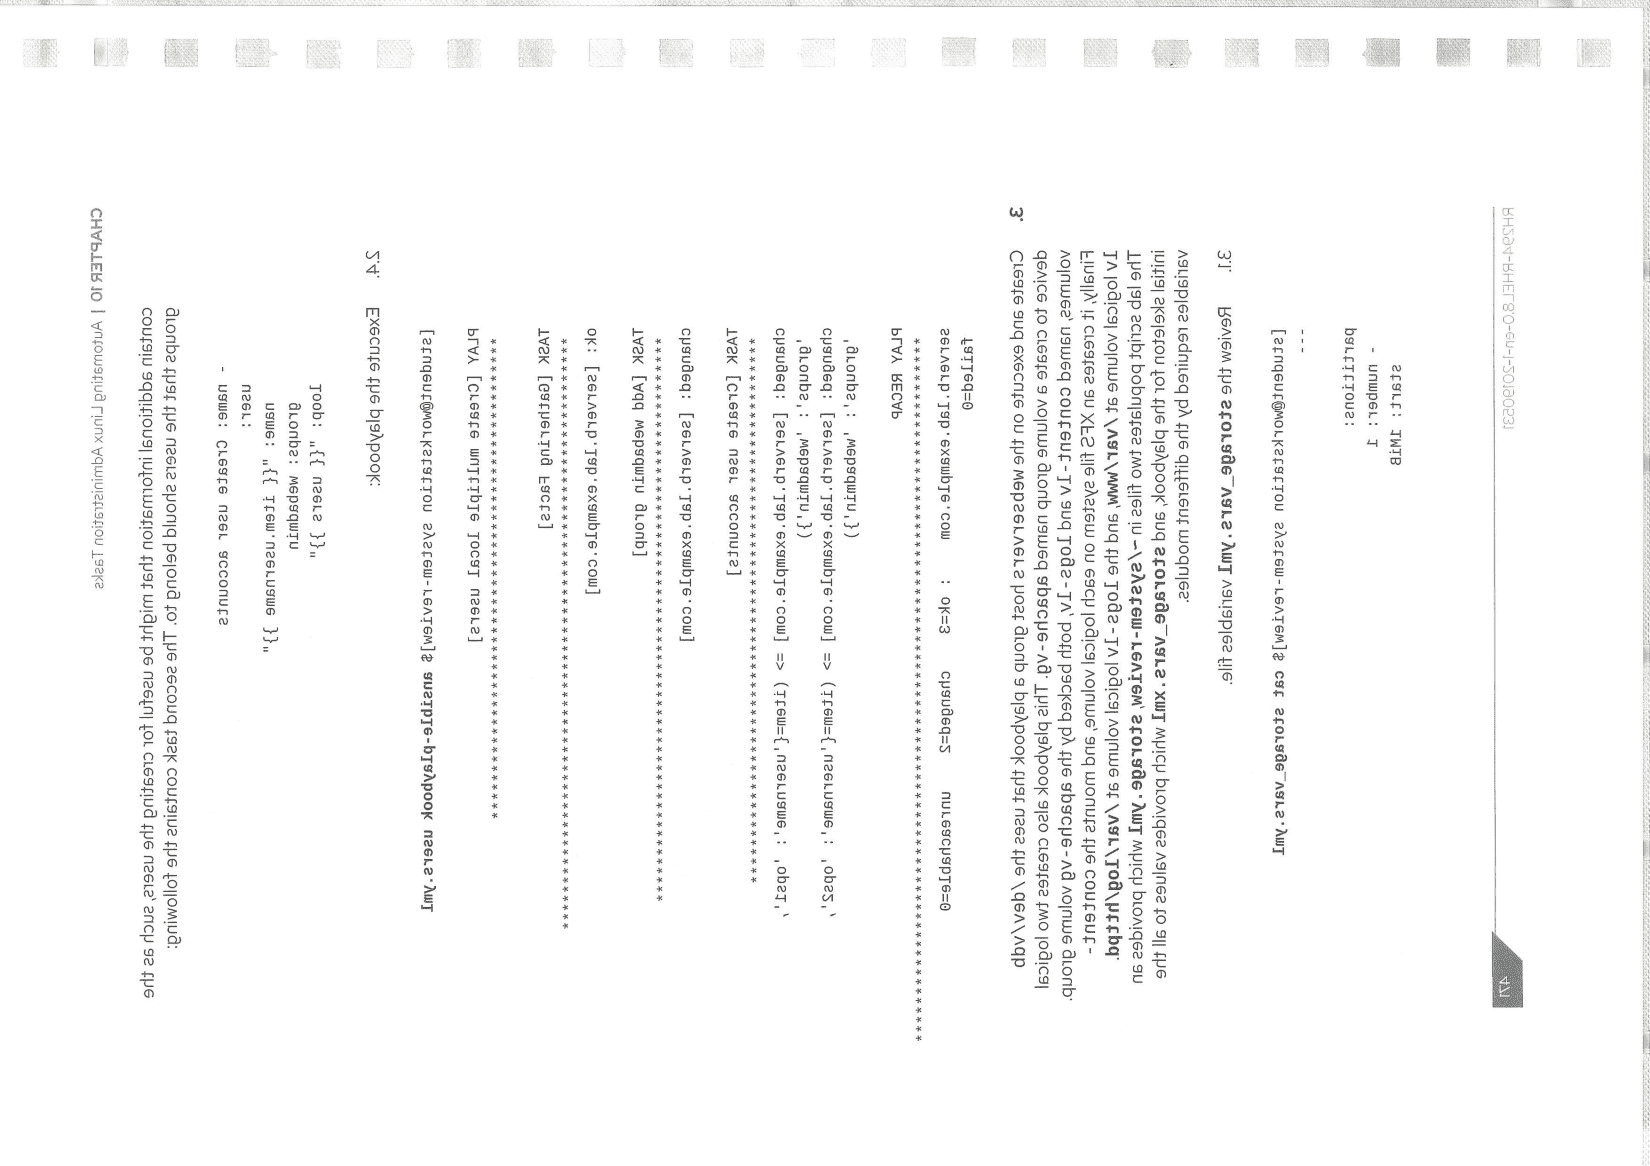 CHAPTER 10 | Automating Linux Administration Tasks
contain additional information that might be useful for creating the users, such as the
groups that the users should belong to. The second task contains the following:
- name: Create user accounts
user:
name: "{{ item.username }}"
groups: webadmin
loop: "{{ users }}"
2.4. Execute the playbook:
[student@workstation system-review]$ ansible-playbook users.yml
PLAY [Create multiple local users]
**************************************************
TASK [Gathering Facts]
**************************************************************
ok: [serverb.lab.example.com]
TASK [Add webadmin group]
***********************************************************
changed: [serverb.lab.example.com]
TASK [Create user accounts]
*********************************************************
changed: [serverb.lab.example.com] => (item={'username': 'ops1',
'groups': 'webadmin'})
changed: [serverb.lab.example.com] => (item={'username': 'ops2',
'groups': 'webadmin'})
PLAY RECAP
*************************************************************************
serverb.lab.example.com : ok=3 changed=2 unreachable=0
failed=0
3. Create and execute a playbook that uses the /dev/vdb
device to create a volume group named apache-vg. This playbook also creates two logical
volumes, named content-lv and logs-lv, both backed by the apache-vg volume group.
Finally, it creates an XFS file system on each logical volume, and mounts the content-
lv logical volume at /var/www, and the logs-lv logical volume at /var/log/httpd.
The lab script populates two files in ~/system-review, storage.yml which provides an
initial skeleton for the playbook, and storage_vars.yml which provides values to all the
variables required by the different modules.
3.1. Review the storage_vars.yml variables file.
[student@workstation system-review]$ cat storage_vars.yml
---
partitions:
- number: 1
start: 1MiB
RH294-RHEL8.0-en-1-20190531
471